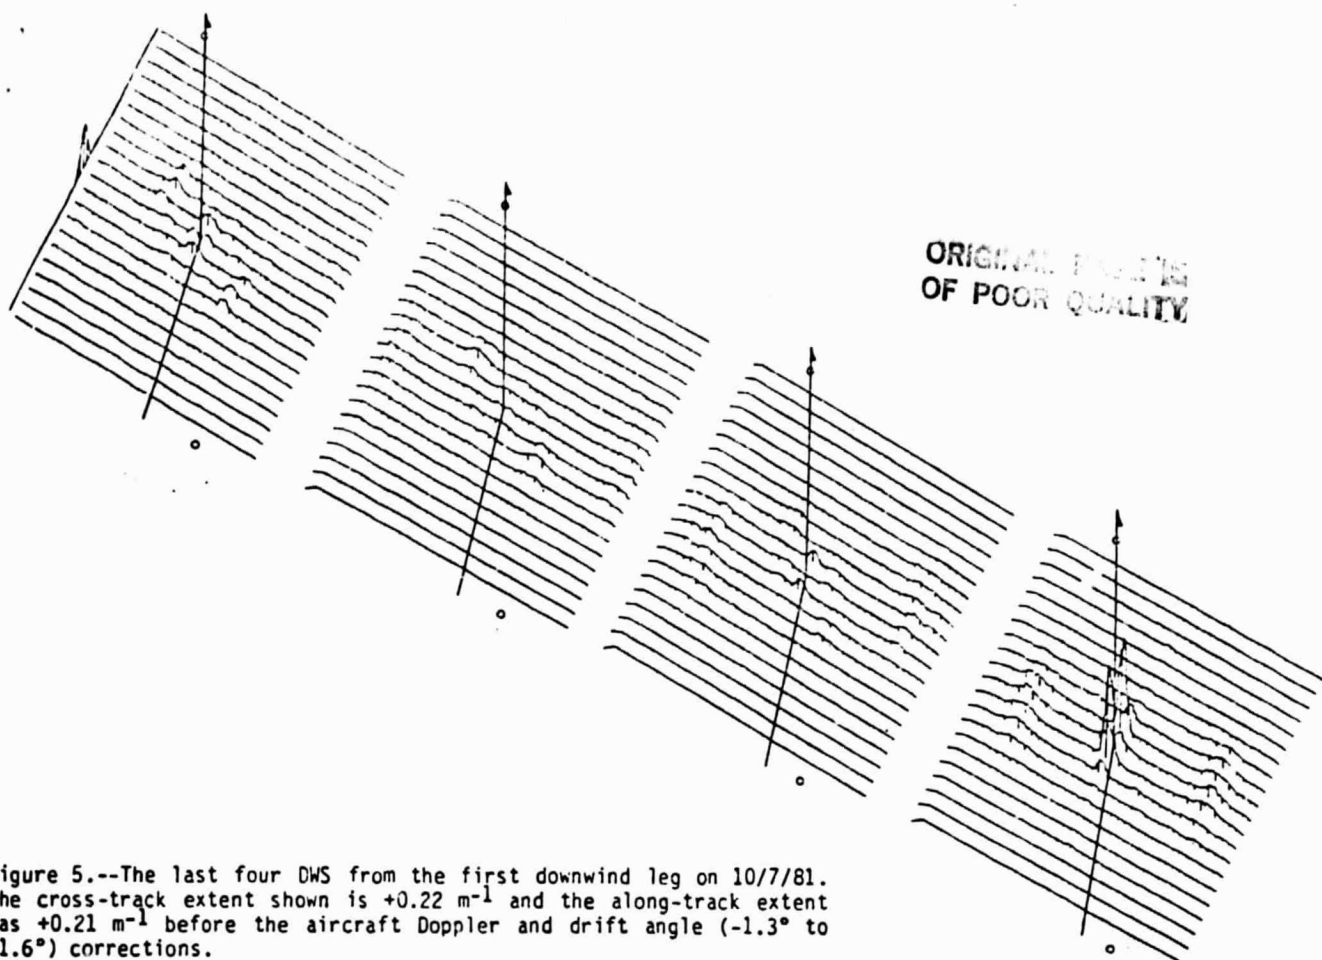 ORIGINAL
OF POOR QUALITY
igure 5.--The last four DWS from the first downwind leg on 10/7/81.
he cross-track extent shown is +0.22 m-1 and the along-track extent
as +0.21 m-1 before the aircraft Doppler and drift angle (-1.3° to
1.6°) corrections.